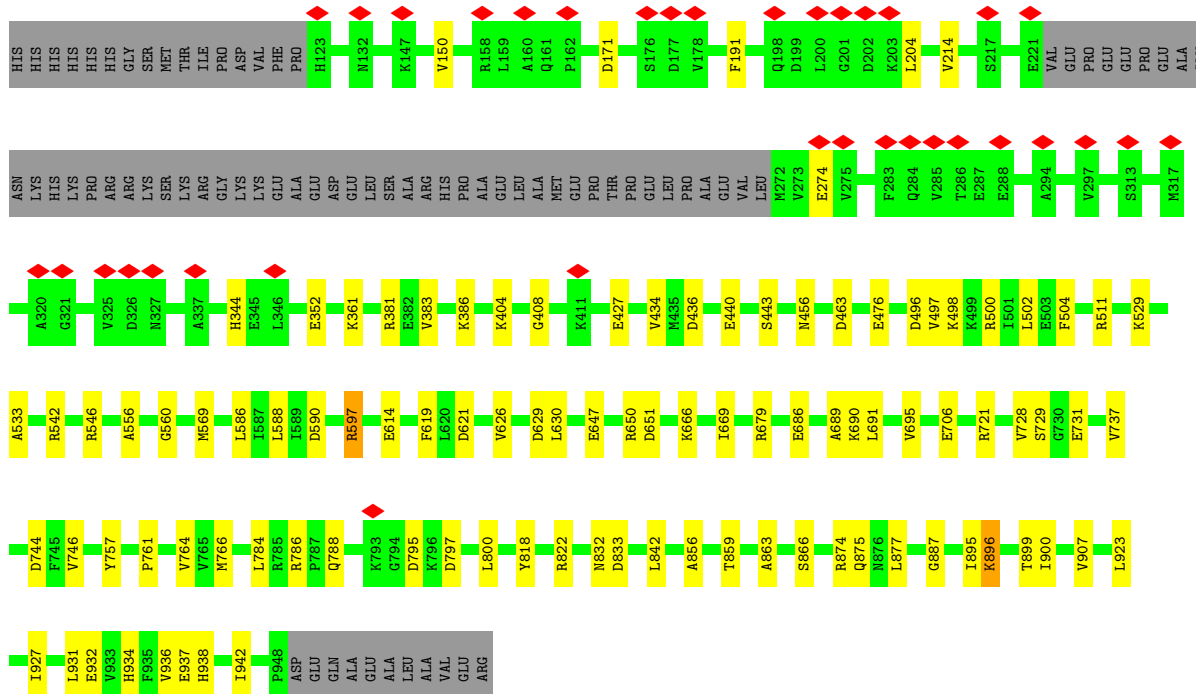 HIS HIS HIS HIS HIS HIS GLY SER MET THR ILE PRO ASP VAL PHE PRO H123 N132 K147 V150 R158 L159 A160 Q161 P162 D171 S176 D177 V178 F191 Q198 D199 L200 G201 D202 K203 L204 V214 S217 E221 VAL GLU PRO GLU GLU PRO GLU ALA
ASN LYS HIS LYS PRO ARG ARG LYS SER LYS ARG GLY LYS LYS GLU ALA GLU ASP GLU LEU SER ALA ARG HIS PRO ALA GLU LEU ALA MET GLU PRO THR PRO GLU LEU PRO ALA GLU VAL LEU M272 V273 E274 V275 F283 Q284 V285 T286 E287 E288 A294 V297 S313 M317
A320 G321 V325 D326 N327 A337 H344 E345 L346 E352 K361 R381 E382 V383 K386 K404 G408 K411 E427 V434 M435 D436 E440 S443 N456 D463 E476 D496 V497 K498 K499 R500 I501 L502 E503 F504 R511 K529
A533 R542 R546 A556 G560 M569 L586 I587 L588 I589 D590 R597 E614 F619 L620 D621 V626 D629 L630 E647 R650 D651 K666 I669 R679 E686 A689 K690 L691 V695 E706 R721 V728 S729 G730 E731 V737
D744 F745 V746 Y757 P761 V764 V765 M766 L784 R785 R786 P787 Q788 K793 G794 D795 K796 D797 L800 Y818 R822 N832 D833 L842 A856 T859 A863 S866 R874 Q875 N876 L877 G887 I895 K896 T899 I900 V907 L923
I927 L931 E932 V933 H934 F935 V936 E937 H938 I942 P948 ASP GLU GLN ALA GLU ALA LEU ALA VAL GLU ARG